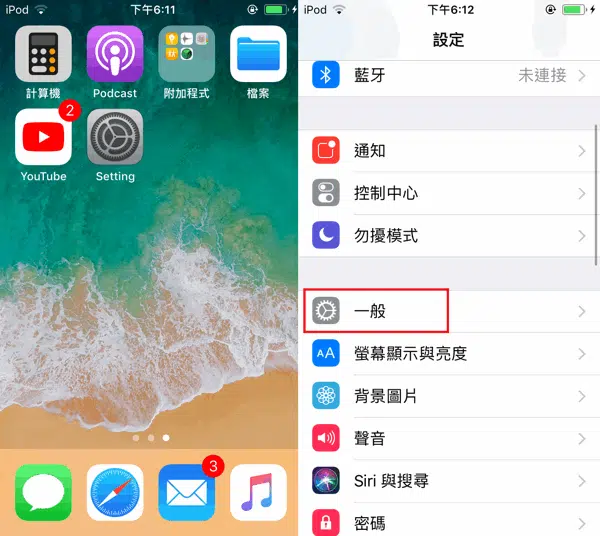 iPod 下午6:11
計算機 Podcast 附加程式 檔案
2
YouTube Setting
3
iPod 下午6:12
設定
藍牙 未連接
通知
控制中心
勿擾模式
一般
AA 螢幕顯示與亮度
背景圖片
聲音
Siri 與搜尋
密碼